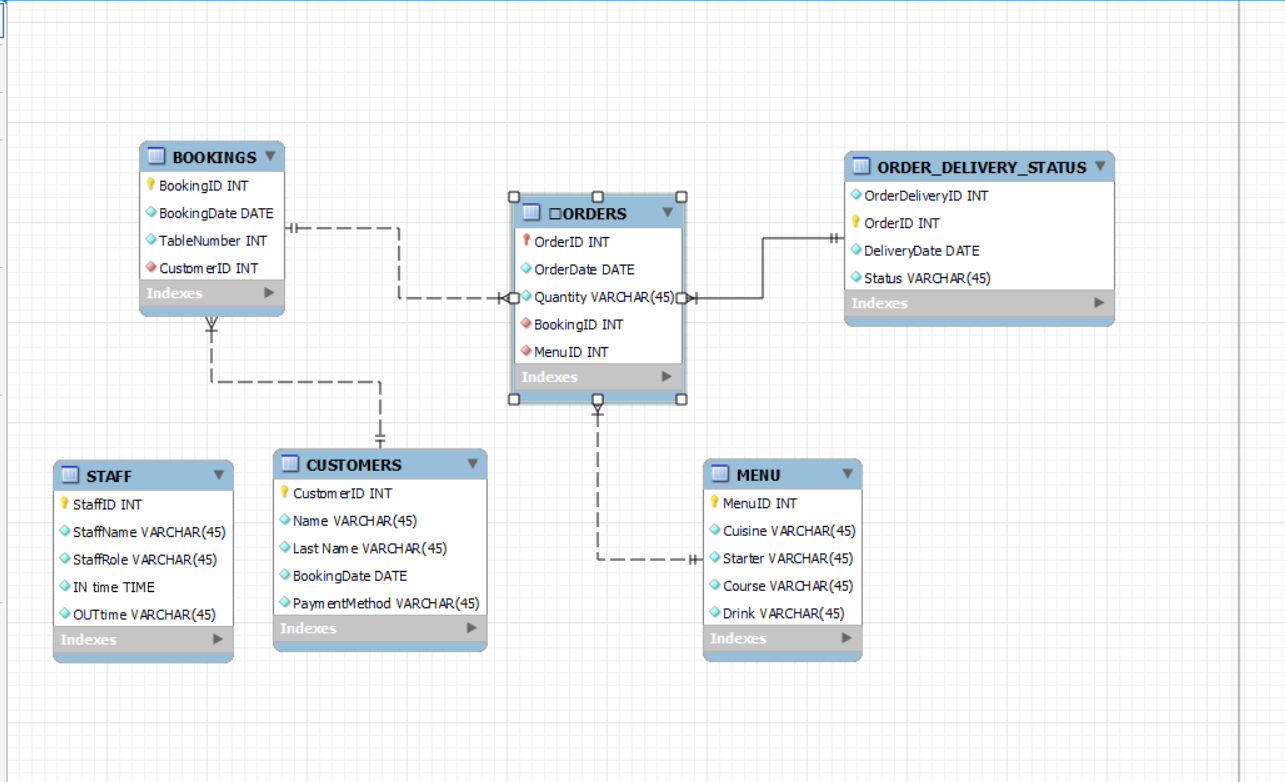 BOOKINGS
BookingID INT
BookingDate DATE
TableNumber INT
CustomerID INT
Indexes
□ORDERS
OrderID INT
OrderDate DATE
Quantity VARCHAR(45)
BookingID INT
MenuID INT
Indexes
ORDER_DELIVERY_STATUS
OrderDeliveryID INT
OrderID INT
DeliveryDate DATE
Status VARCHAR(45)
Indexes
STAFF
StaffID INT
StaffName VARCHAR(45)
StaffRole VARCHAR(45)
IN time TIME
OUTtime VARCHAR(45)
Indexes
CUSTOMERS
CustomerID INT
Name VARCHAR(45)
Last Name VARCHAR(45)
BookingDate DATE
PaymentMethod VARCHAR(45)
Indexes
MENU
MenuID INT
Cuisine VARCHAR(45)
Starter VARCHAR(45)
Course VARCHAR(45)
Drink VARCHAR(45)
Indexes